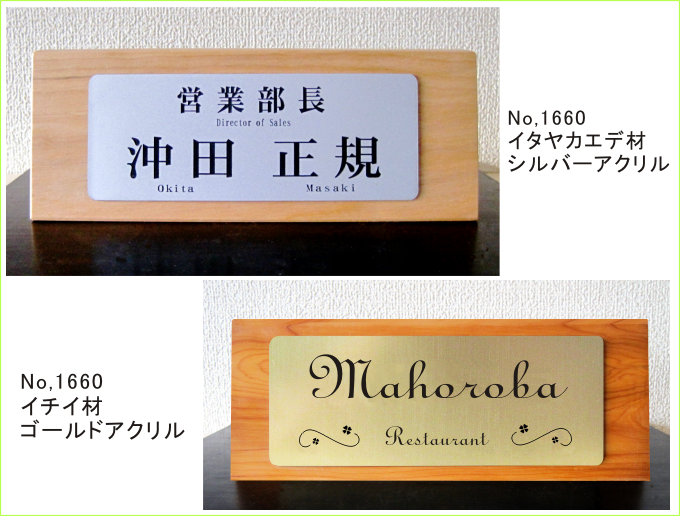 営業部長
Director of Sales
沖田 正規
Okita Masaki
No,1660
イタヤカエデ材
シルバーアクリル
No,1660
イチイ材
ゴールドアクリル
Mahoroba
Restaurant